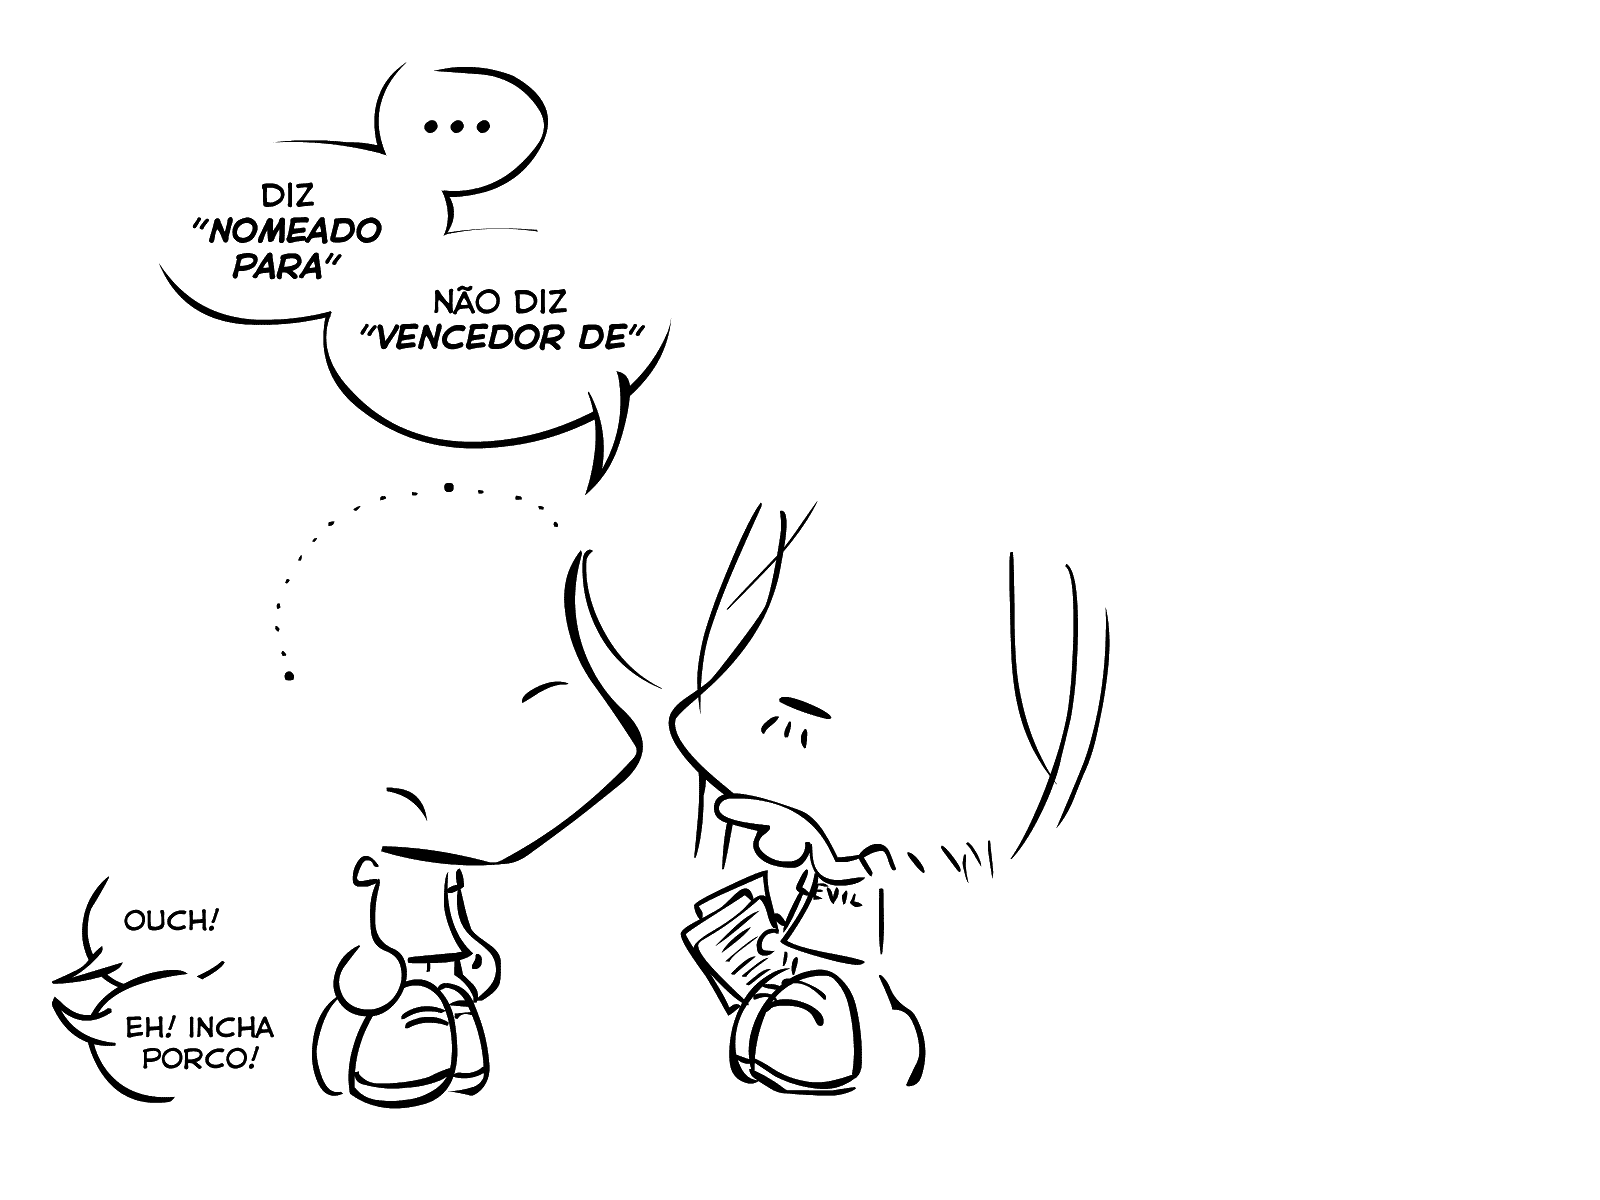 ...
DIZ
"NOMEADO
PARA"
NÃO DIZ
"VENCEDOR DE"
EVIL
OUCH!
EH! INCHA
PORCO!